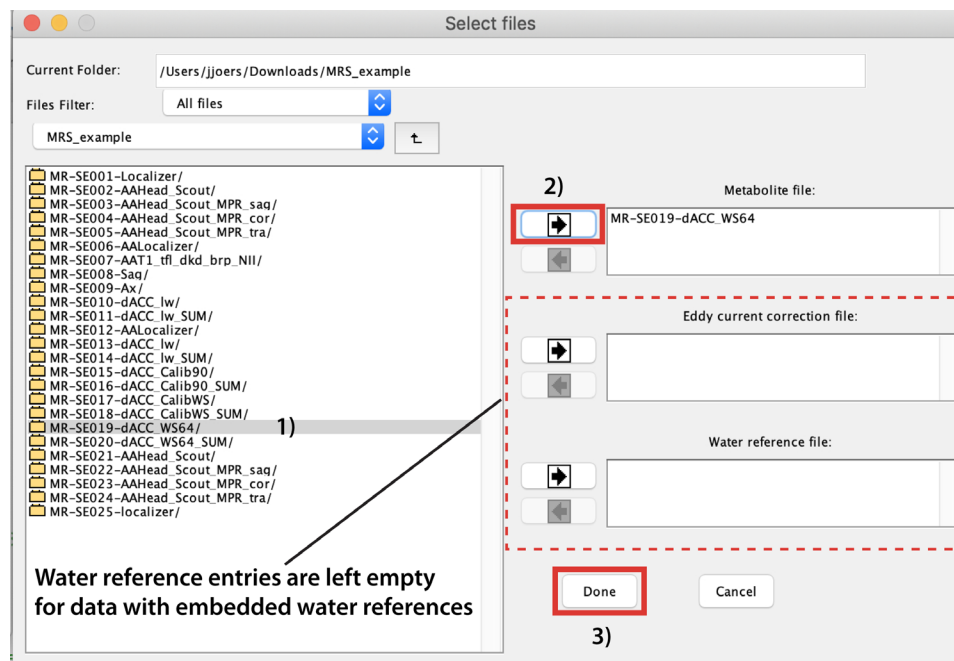 Select files
Current Folder:
/Users/jjoers/Downloads/MRS_example
Files Filter:
All files
MRS_example
MR-SE001-Localizer/
MR-SE002-AAHead_Scout/
MR-SE003-AAHead_Scout_MPR_sag/
MR-SE004-AAHead_Scout_MPR_cor/
MR-SE005-AAHead_Scout_MPR_tra/
MR-SE006-AALocalizer/
MR-SE007-AAT1_tfl_dkd_brp_NII/
MR-SE008-Sag/
MR-SE009-Ax/
MR-SE010-dACC_lw/
MR-SE011-dACC_lw_SUM/
MR-SE012-AALocalizer/
MR-SE013-dACC_lw/
MR-SE014-dACC_lw_SUM/
MR-SE015-dACC_Calib90/
MR-SE016-dACC_Calib90_SUM/
MR-SE017-dACC_CalibWS/
MR-SE018-dACC_CalibWS_SUM/
MR-SE019-dACC_WS64/
1)
MR-SE020-dACC_WS64_SUM/
MR-SE021-AAHead_Scout/
MR-SE022-AAHead_Scout_MPR_sag/
MR-SE023-AAHead_Scout_MPR_cor/
MR-SE024-AAHead_Scout_MPR_tra/
MR-SE025-localizer/
Water reference entries are left empty
for data with embedded water references
2)
Metabolite file:
MR-SE019-dACC_WS64
Eddy current correction file:
Water reference file:
Done
Cancel
3)